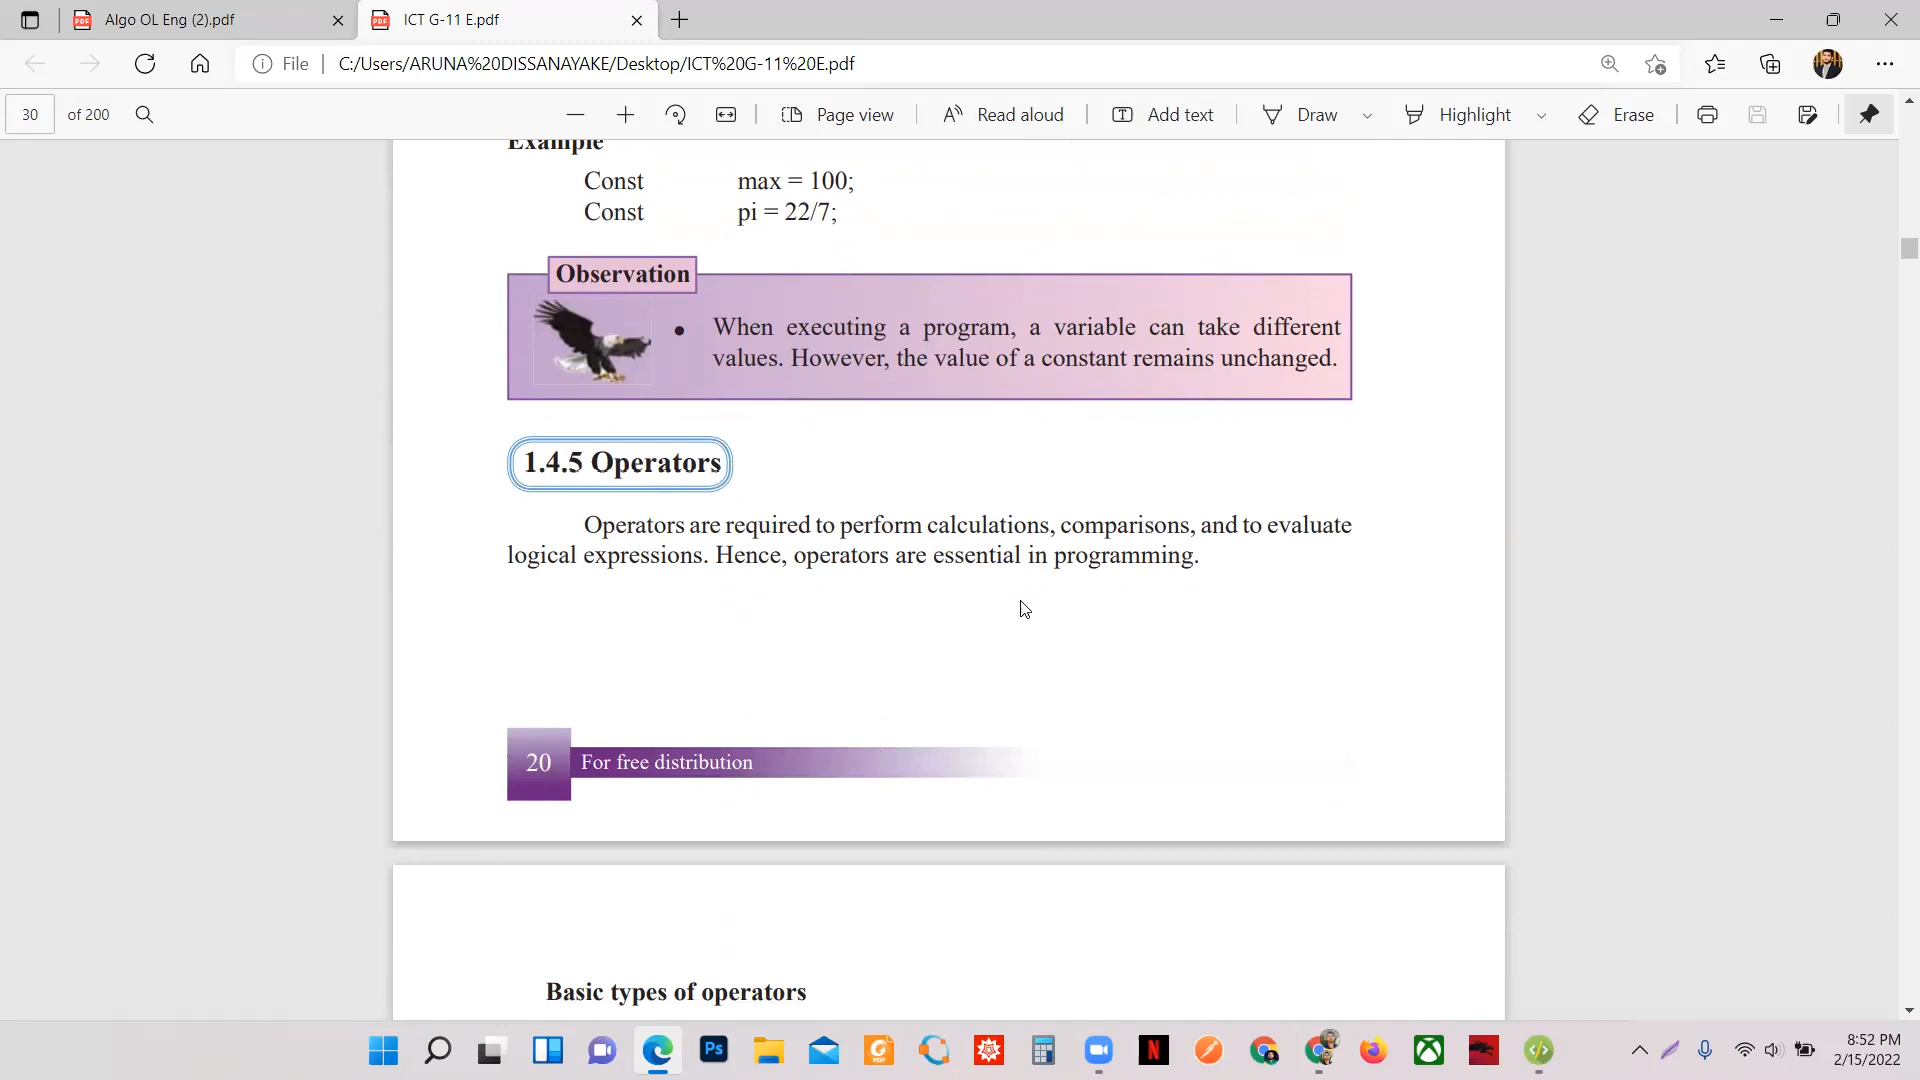 Algo OL Eng (2).pdf
ICT G-11 E.pdf
File
C:/Users/ARUNA%20DISSANAYAKE/Desktop/ICT%20G-11%20E.pdf
30 of 200
Page view
Read aloud
Add text
Draw
Highlight
Erase
Example
Const max = 100;
Const pi = 22/7;
Observation
• When executing a program, a variable can take different
values. However, the value of a constant remains unchanged.
1.4.5 Operators
Operators are required to perform calculations, comparisons, and to evaluate
logical expressions. Hence, operators are essential in programming.
20 For free distribution
Basic types of operators
8:52 PM
2/15/2022